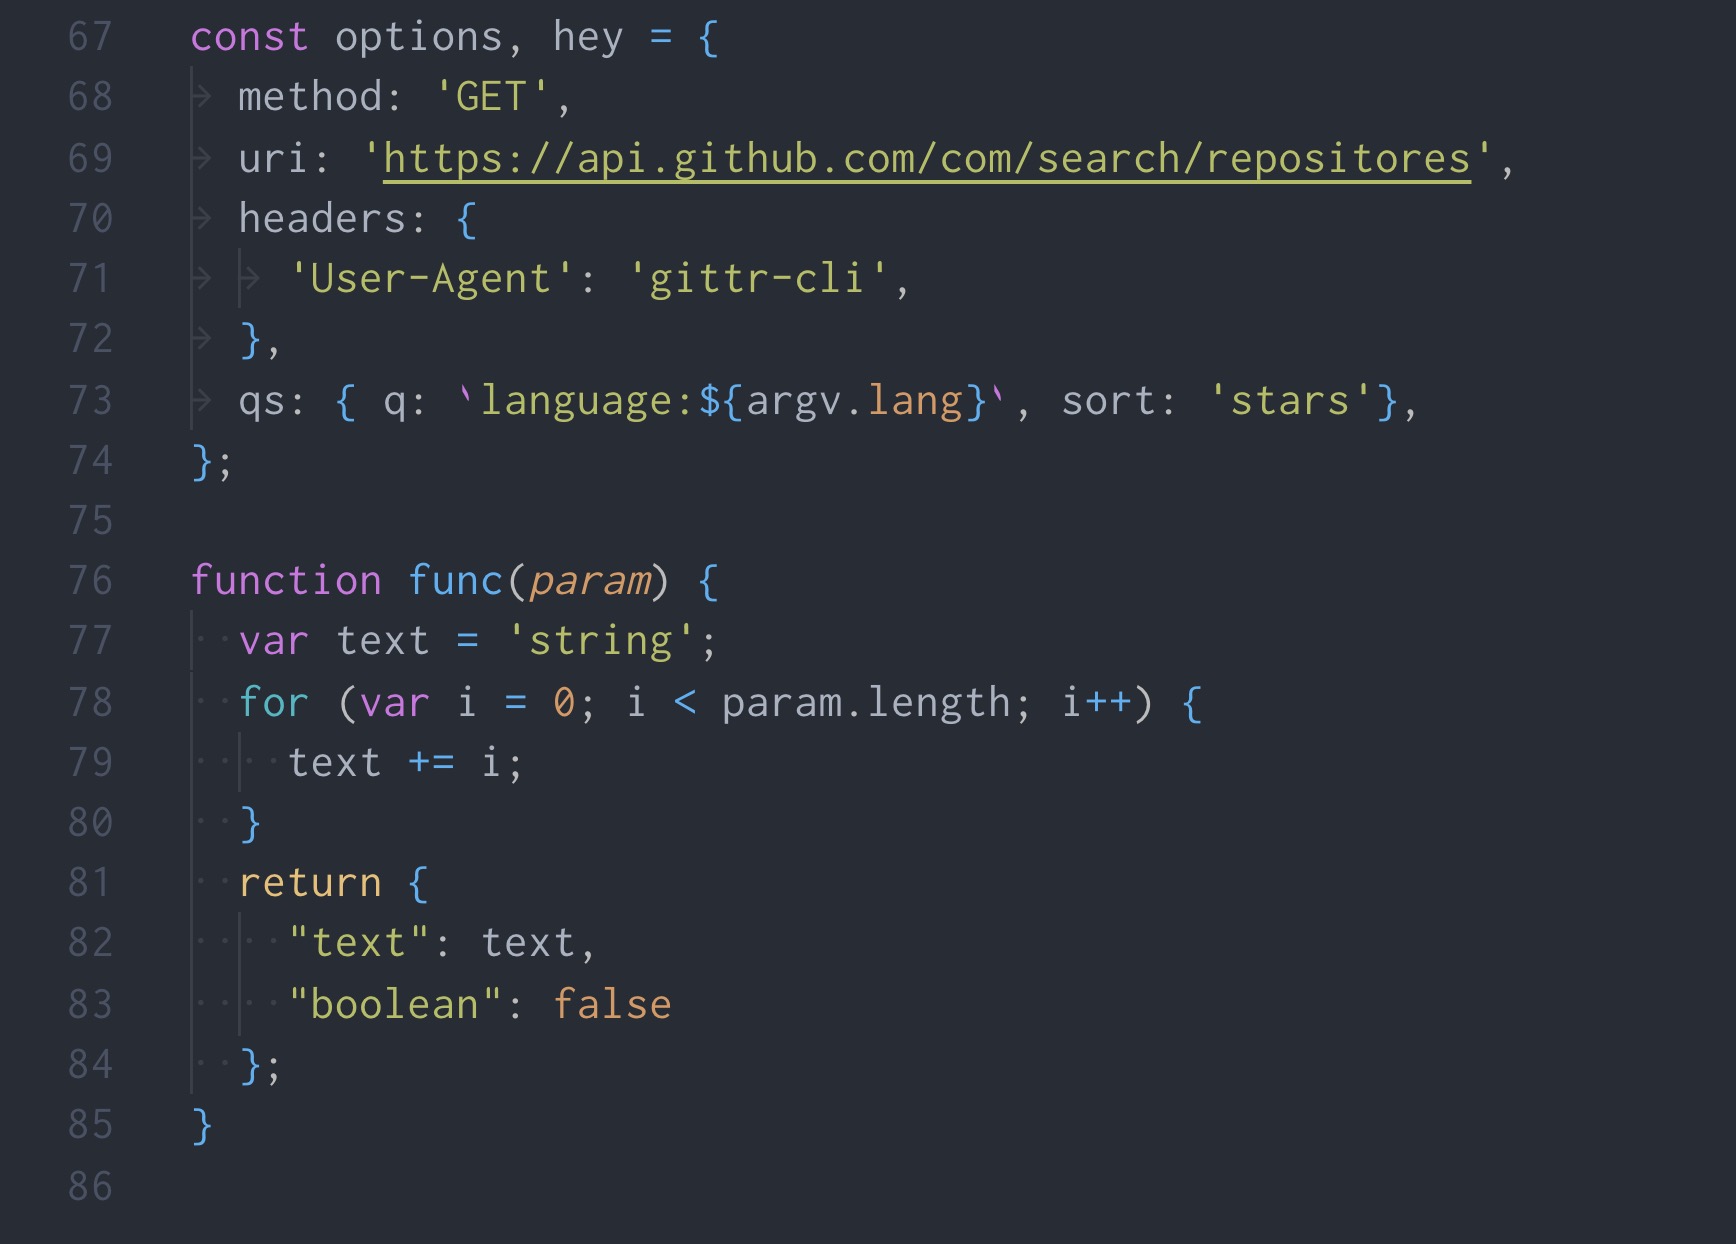 67 const options, hey = {
68 method: 'GET',
69 uri: 'https://api.github.com/com/search/repositores',
70 headers: {
71 'User-Agent': 'gittr-cli',
72 },
73 qs: { q: `language:${argv.lang}`, sort: 'stars'},
74 };
75
76 function func(param) {
77 var text = 'string';
78 for (var i = 0; i < param.length; i++) {
79 text += i;
80 }
81 return {
82 "text": text,
83 "boolean": false
84 };
85 }
86